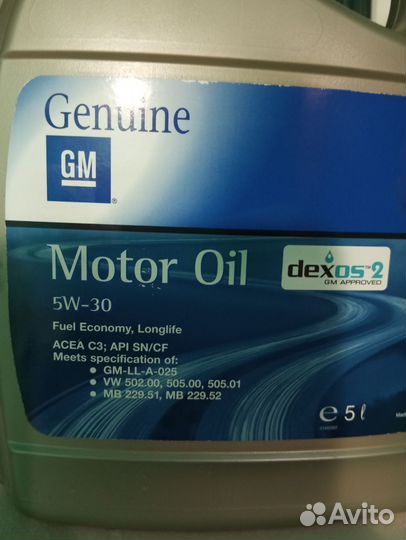 Genuine
GM
®
Motor Oil
dexos™2
GM APPROVED
5W-30
Fuel Economy, Longlife
ACEA C3; API SN/CF
Meets specification of:
• GM-LL-A-025
• VW 502.00, 505.00, 505.01
• MB 229.51, MB 229.52
e 5 l
Avito